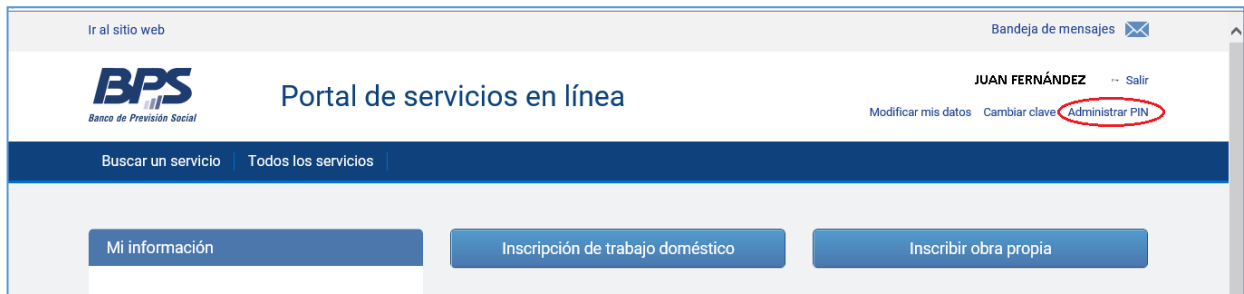 Ir al sitio web
Bandeja de mensajes
BPS
Banco de Previsión Social
Portal de servicios en línea
JUAN FERNÁNDEZ
Salir
Modificar mis datos Cambiar clave Administrar PIN
Buscar un servicio Todos los servicios
Mi información
Inscripción de trabajo doméstico
Inscribir obra propia